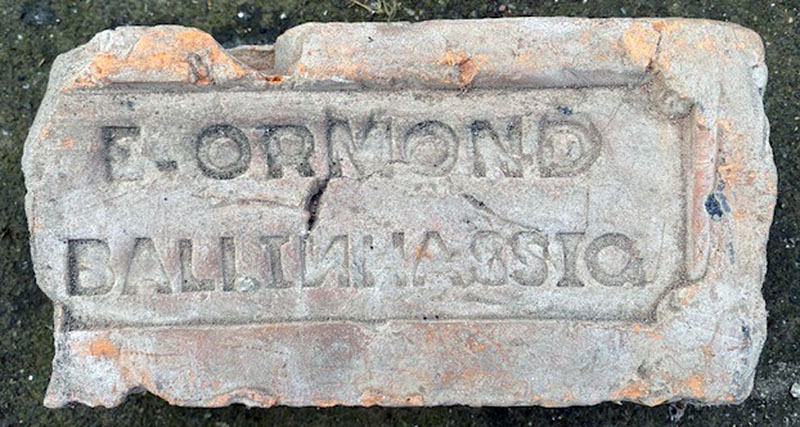 E. ORMOND
BALLINHASSIG